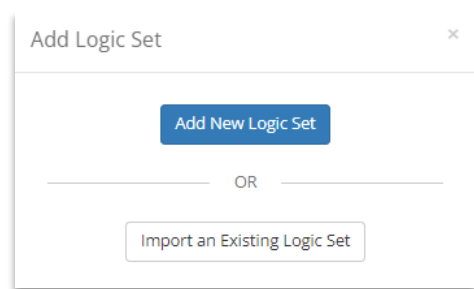 Add Logic Set ×
Add New Logic Set
OR
Import an Existing Logic Set